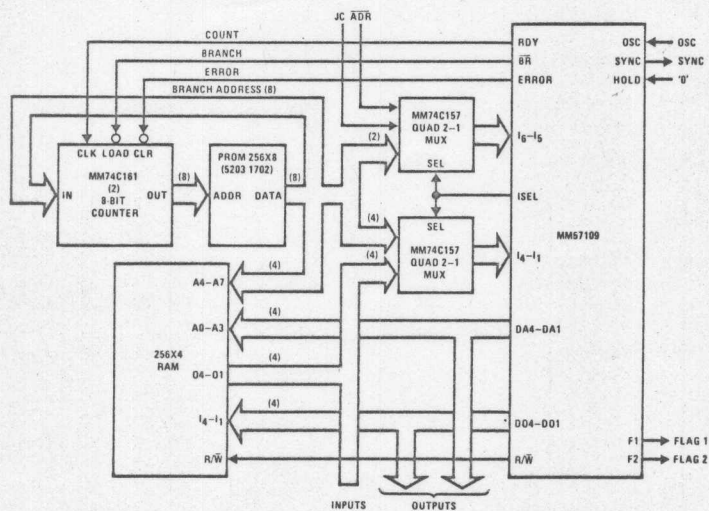 JC A̅D̅R̅
COUNT
BRANCH
ERROR
BRANCH ADDRESS (8)
CLK LOAD CLR
MM74C161
(2)
8-BIT
COUNTER
IN
OUT
(8)
PROM 256X8
(5203 1702)
ADDR DATA
(8)
(2)
MM74C157
QUAD 2-1
MUX
SEL
(4)
(4)
SEL
MM74C157
QUAD 2-1
MUX
RDY
B̅R̅
ERROR
I6-I5
ISEL
I4-I1
MM57109
DA4-DA1
DO4-DO1
R/W̅
OSC
SYNC
HOLD
OSC
SYNC
'0'
F1
F2
FLAG 1
FLAG 2
256X4
RAM
A4-A7
A0-A3
O4-O1
I4-I1
R/W̅
(4)
(4)
(4)
(4)
INPUTS
OUTPUTS